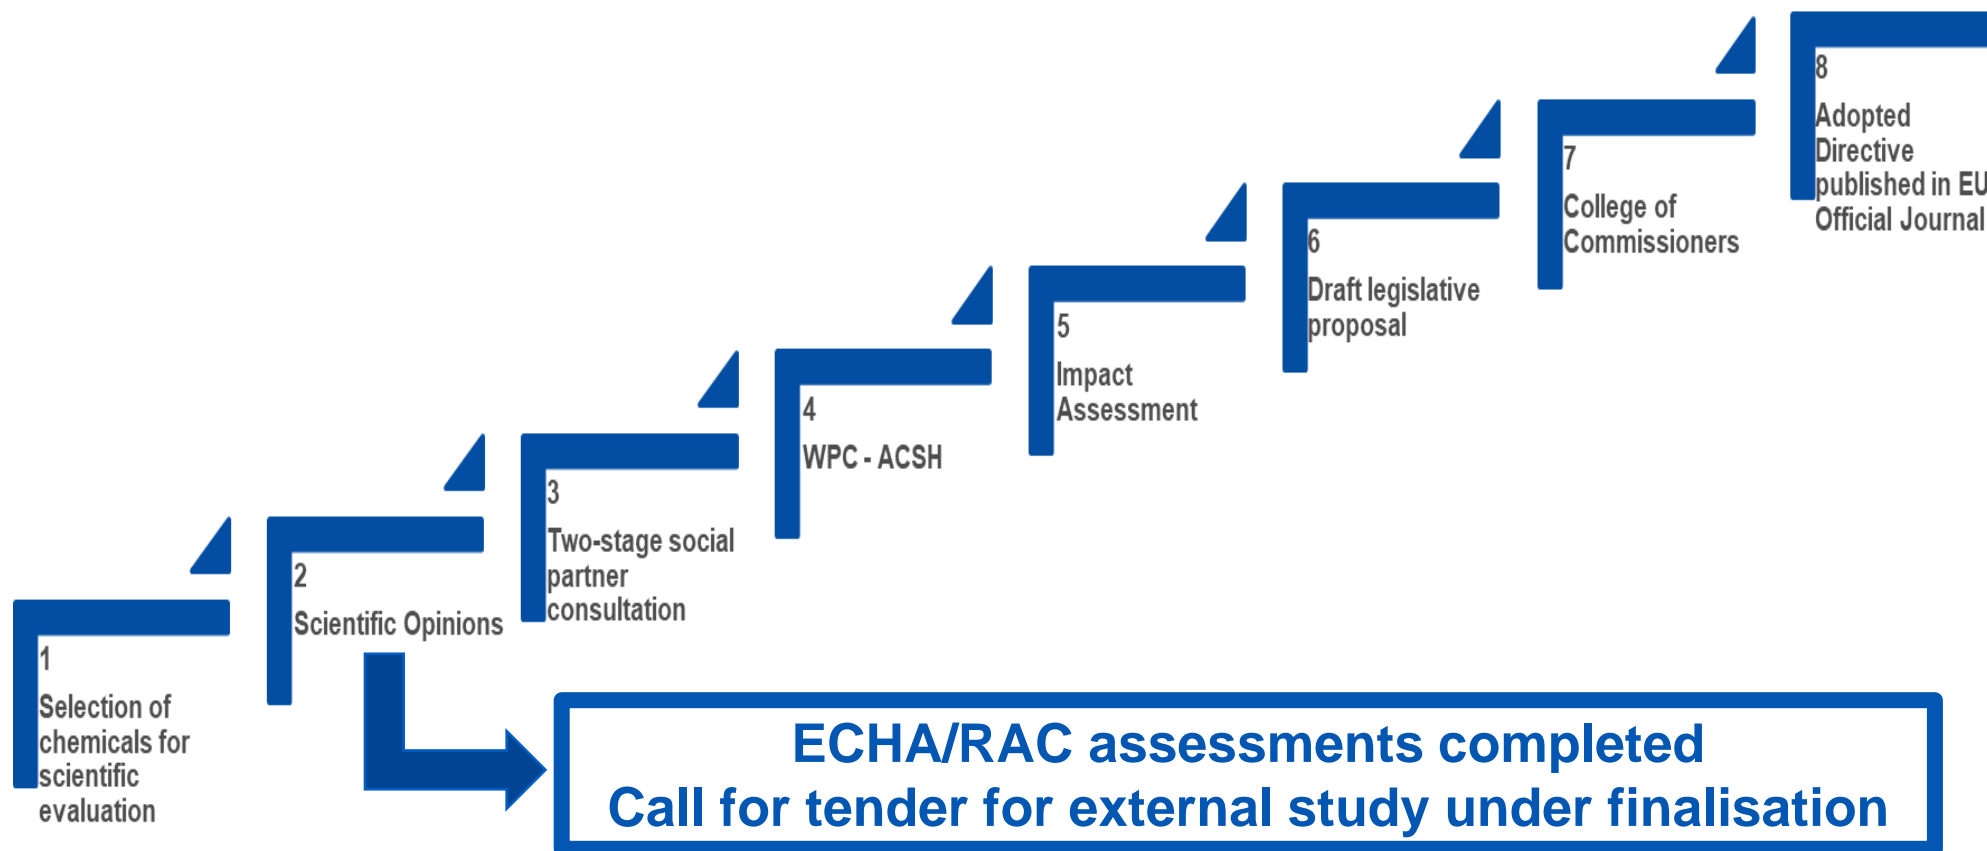 1
Selection of
chemicals for
scientific
evaluation
2
Scientific Opinions
3
Two-stage social
partner
consultation
4
WPC - ACSH
5
Impact
Assessment
6
Draft legislative
proposal
7
College of
Commissioners
8
Adopted
Directive
published in EU
Official Journal
ECHA/RAC assessments completed
Call for tender for external study under finalisation